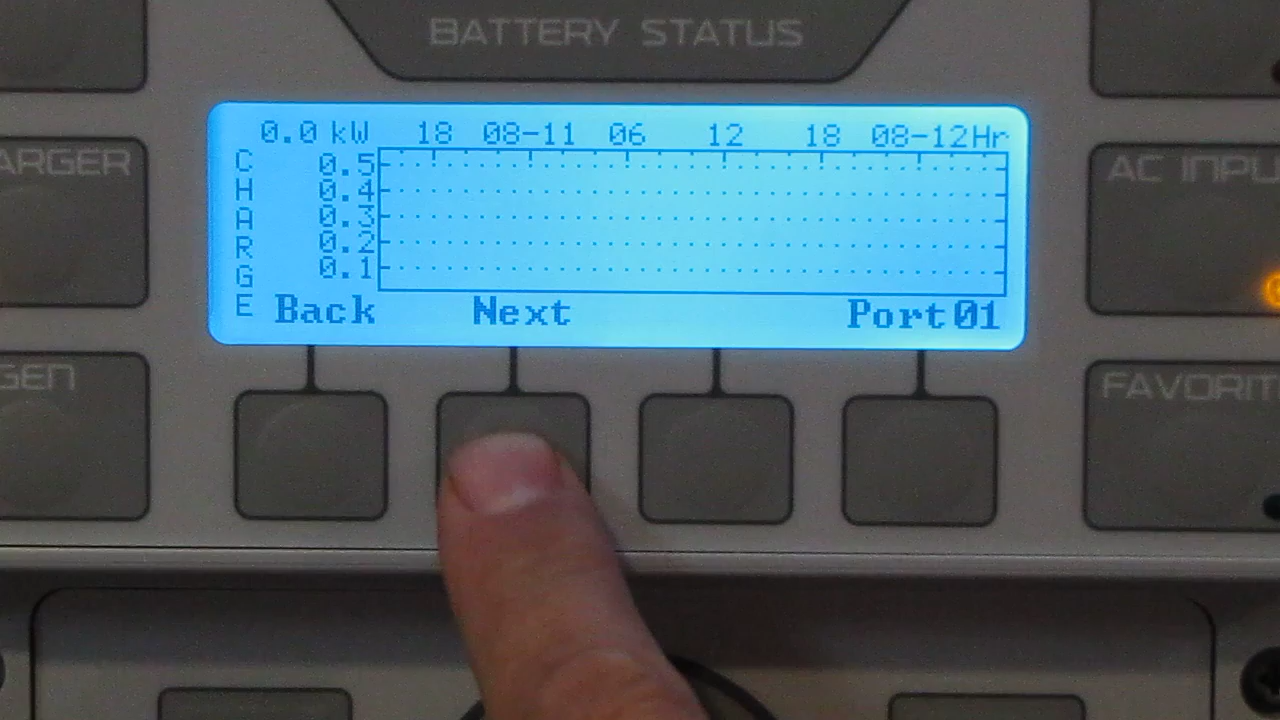 BATTERY STATUS
0.0 kW 18 08-11 06 12 18 08-12Hr
CHARGE
0.5
0.4
0.3
0.2
0.1
Back Next Port01
ARGER
AC INPU
GEN
FAVORIT